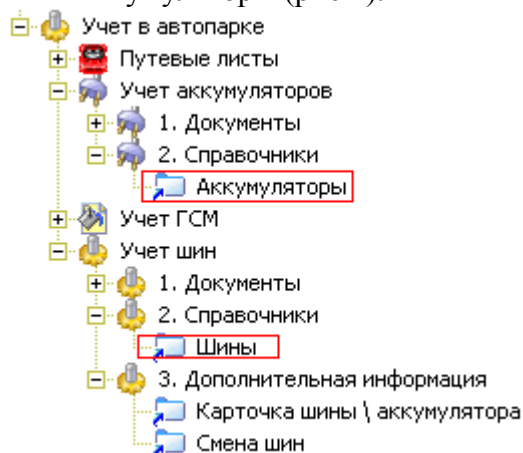 Учет в автопарке
Путевые листы
Учет аккумуляторов
1. Документы
2. Справочники
Аккумуляторы
Учет ГСМ
Учет шин
1. Документы
2. Справочники
Шины
3. Дополнительная информация
Карточка шины \ аккумулятора
Смена шин